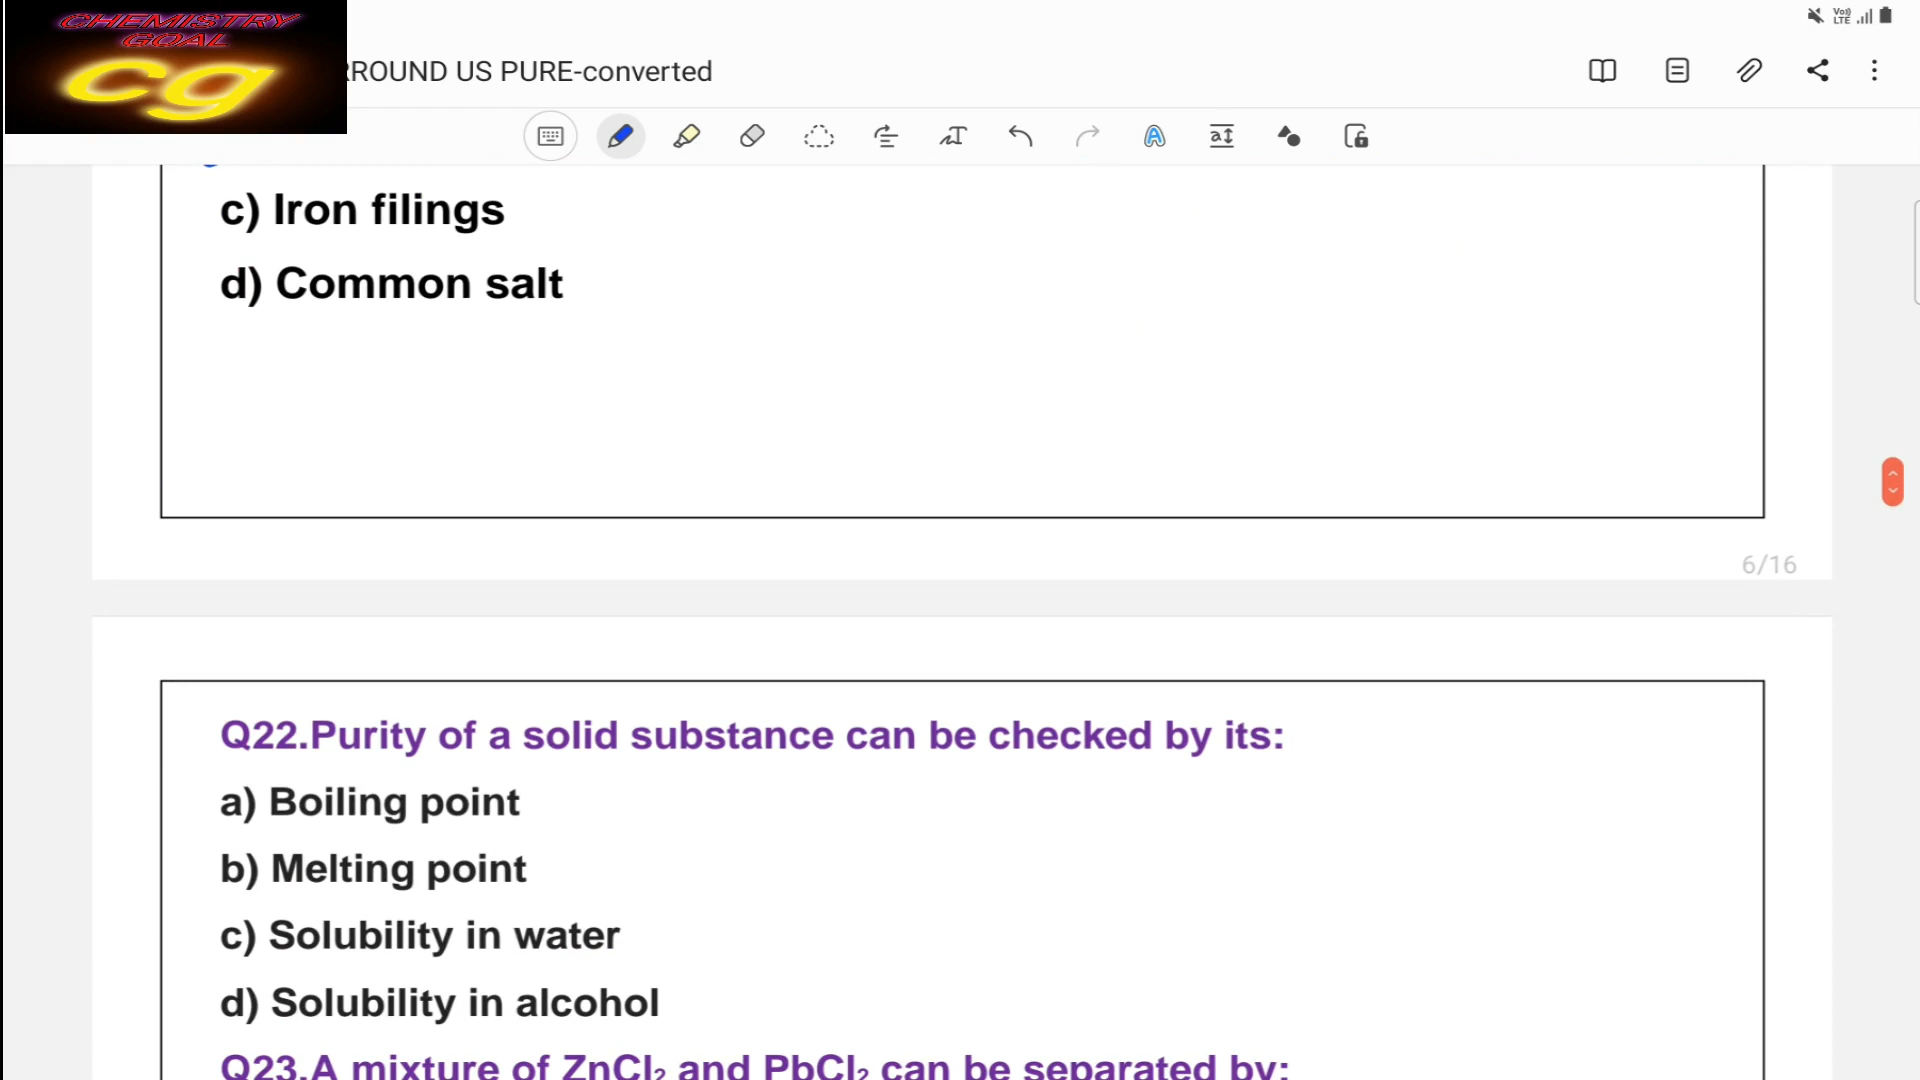 CHEMISTRY
GOAL
cg
RROUND US PURE-converted
c) Iron filings
d) Common salt
6/16
Q22.Purity of a solid substance can be checked by its:
a) Boiling point
b) Melting point
c) Solubility in water
d) Solubility in alcohol
Q23.A mixture of ZnCl₂ and PbCl₂ can be separated by: